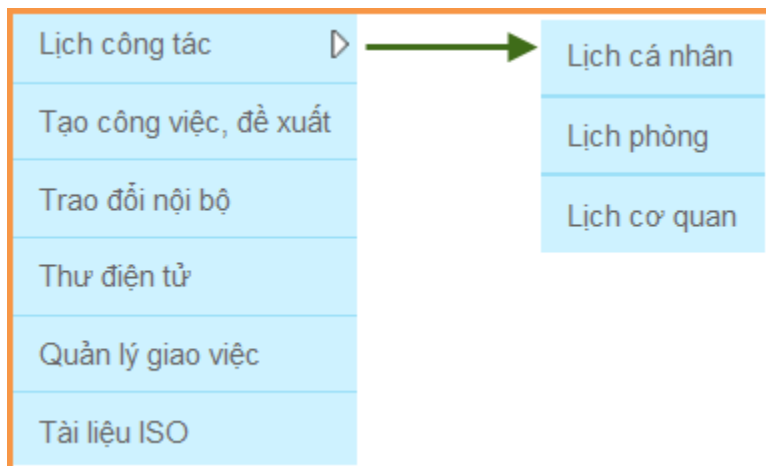 Lịch công tác
Tạo công việc, đề xuất
Trao đổi nội bộ
Thư điện tử
Quản lý giao việc
Tài liệu ISO
Lịch cá nhân
Lịch phòng
Lịch cơ quan